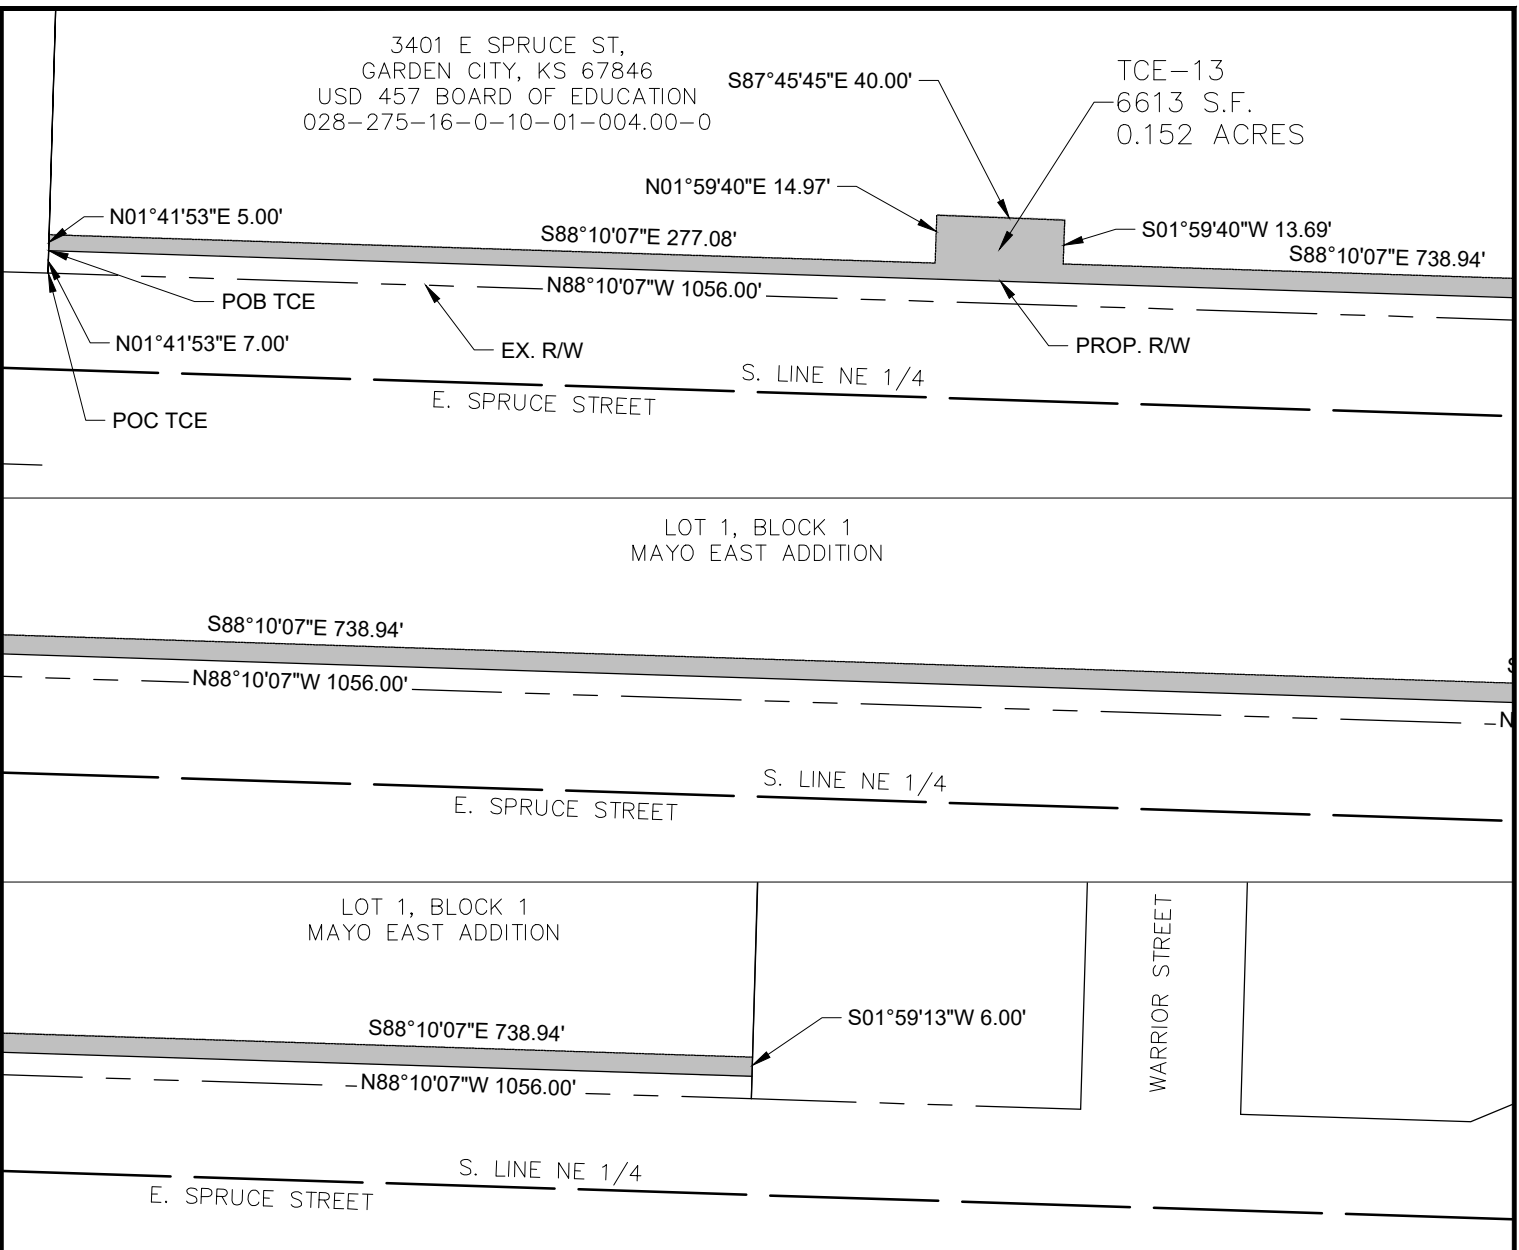 3401 E SPRUCE ST,
GARDEN CITY, KS 67846
USD 457 BOARD OF EDUCATION
028-275-16-0-10-01-004.00-0
S87°45'45"E 40.00'
TCE-13
6613 S.F.
0.152 ACRES
N01°59'40"E 14.97'
N01°41'53"E 5.00'
S88°10'07"E 277.08'
S01°59'40"W 13.69'
S88°10'07"E 738.94'
POB TCE
N88°10'07"W 1056.00'
N01°41'53"E 7.00'
EX. R/W
PROP. R/W
S. LINE NE 1/4
E. SPRUCE STREET
POC TCE
LOT 1, BLOCK 1
MAYO EAST ADDITION
S88°10'07"E 738.94'
N88°10'07"W 1056.00'
S. LINE NE 1/4
E. SPRUCE STREET
LOT 1, BLOCK 1
MAYO EAST ADDITION
WARRIOR STREET
S88°10'07"E 738.94'
S01°59'13"W 6.00'
N88°10'07"W 1056.00'
S. LINE NE 1/4
E. SPRUCE STREET